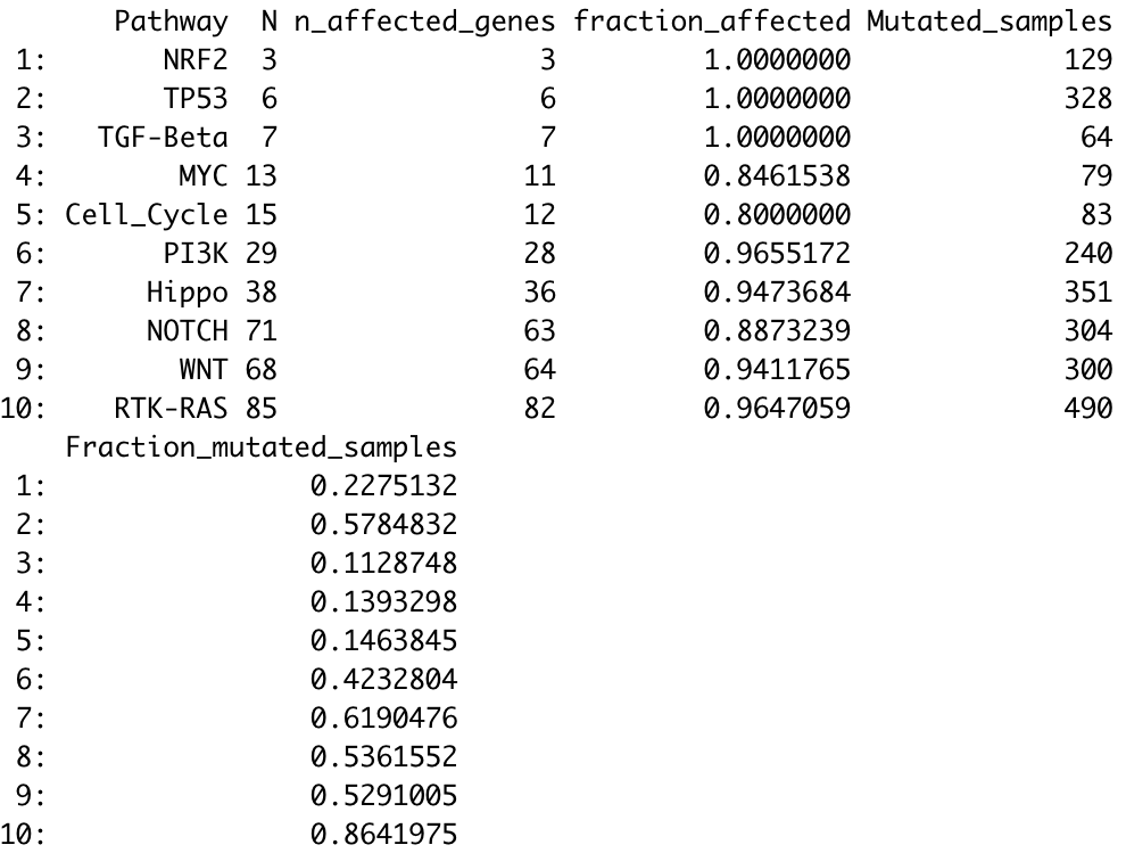 Pathway N n_affected_genes fraction_affected Mutated_samples
1: NRF2 3 3 1.0000000 129
2: TP53 6 6 1.0000000 328
3: TGF-Beta 7 7 1.0000000 64
4: MYC 13 11 0.8461538 79
5: Cell_Cycle 15 12 0.8000000 83
6: PI3K 29 28 0.9655172 240
7: Hippo 38 36 0.9473684 351
8: NOTCH 71 63 0.8873239 304
9: WNT 68 64 0.9411765 300
10: RTK-RAS 85 82 0.9647059 490
Fraction_mutated_samples
1: 0.2275132
2: 0.5784832
3: 0.1128748
4: 0.1393298
5: 0.1463845
6: 0.4232804
7: 0.6190476
8: 0.5361552
9: 0.5291005
10: 0.8641975